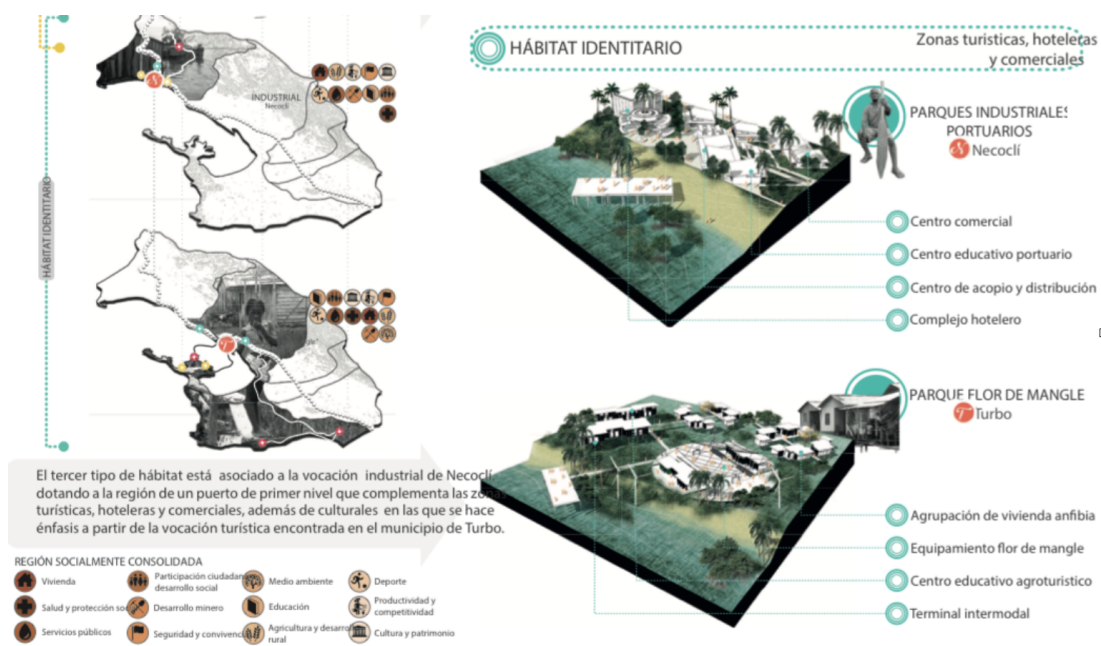 HÁBITAT IDENTITARIO
INDUSTRIAL
Necoclí
N
T
El tercer tipo de hábitat está asociado a la vocación industrial de Necoclí,
dotando a la región de un puerto de primer nivel que complementa las zonas
turísticas, hoteleras y comerciales, además de culturales en las que se hace
énfasis a partir de la vocación turística encontrada en el municipio de Turbo.
REGIÓN SOCIALMENTE CONSOLIDADA
Vivienda
Salud y protección soc
Servicios públicos
Participación ciudadan
desarrollo social
Desarrollo minero
Seguridad y convivenci
Medio ambiente
Educación
Agricultura y desarro
rural
Deporte
Productividad y
competitividad
Cultura y patrimonio
HÁBITAT IDENTITARIO
Zonas turisticas, hoteleras
y comerciales
PARQUES INDUSTRIALES
PORTUARIOS
N Necoclí
Centro comercial
Centro educativo portuario
Centro de acopio y distribución
Complejo hotelero
PARQUE FLOR DE MANGLE
T Turbo
Agrupación de vivienda anfibia
Equipamiento flor de mangle
Centro educativo agroturistico
Terminal intermodal